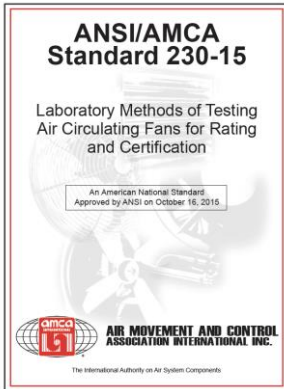 ANSI/AMCA
Standard 230-15
Laboratory Methods of Testing
Air Circulating Fans for Rating
and Certification
An American National Standard
Approved by ANSI on October 16, 2015
amca
INTERNATIONAL
AIR MOVEMENT AND CONTROL
ASSOCIATION INTERNATIONAL INC.
The International Authority on Air System Components